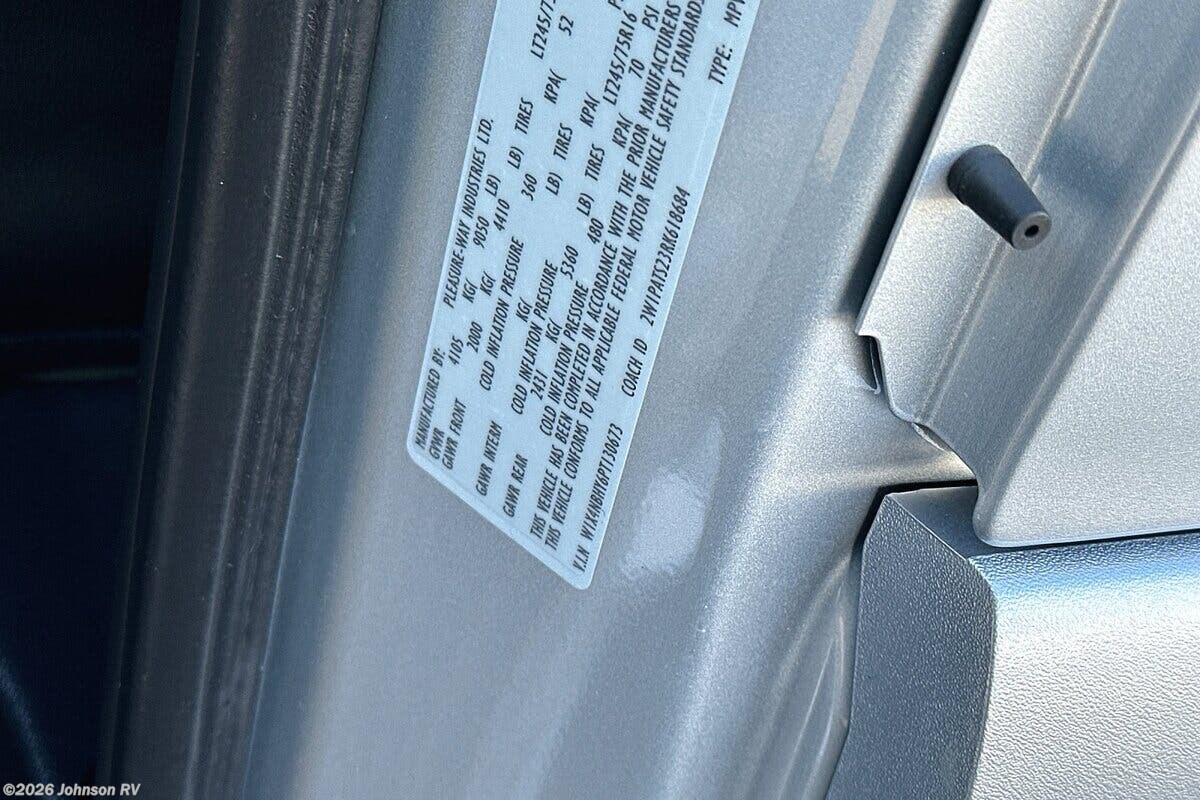 MANUFACTURED BY: PLEASURE-WAY INDUSTRIES LTD.
GVWR 4105 KG( 9050 LB)
GAWR FRONT 2000 KG( 4410 LB) TIRES LT245/75
COLD INFLATION PRESSURE 360 KPA( 52
GAWR INTERM KG( LB) TIRES
COLD INFLATION PRESSURE KPA(
GAWR REAR 2431 KG( 5360 LB) TIRES LT245/75R16
COLD INFLATION PRESSURE 480 KPA( 70 PSI
THIS VEHICLE HAS BEEN COMPLETED IN ACCORDANCE WITH THE PRIOR MANUFACTURERS
THIS VEHICLE CONFORMS TO ALL APPLICABLE FEDERAL MOTOR VEHICLE SAFETY STANDARDS
V.I.N W1X4NBHY6PT130673 COACH ID 2W1PATS23RK618684 TYPE: MPV
©2026 Johnson RV